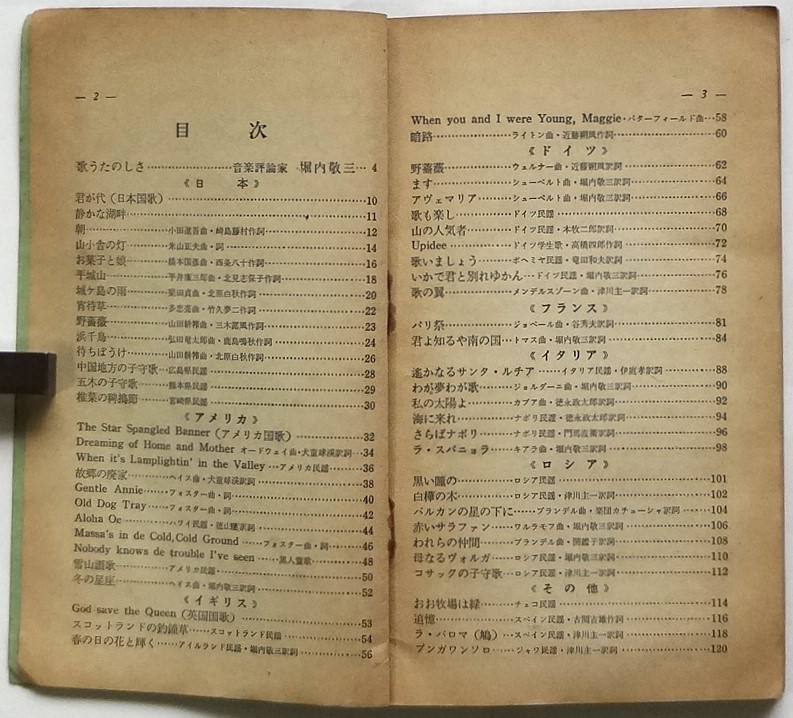 — 2 —
目 次
歌うたのしさ…………音楽評論家 堀内敬三… 4
《日 本》
君が代（日本国歌）…………10
静かな湖畔…………11
朝…………小田進吾曲・島崎藤村作詞…………12
山小舎の灯…………米山正夫曲・詞…………14
お菓子と娘…………橋本国彦曲・西条八十作詞…………16
平城山…………平井康三郎曲・北見志保子作詞…………18
城ケ島の雨…………梁田貞曲・北原白秋作詞…………20
宵待草…………多忠亮曲・竹久夢二作詞…………22
野薔薇…………山田耕筰曲・三木露風作詞…………23
浜千鳥…………弘田竜太郎曲・鹿島鳴秋作詞…………24
待ちぼうけ…………山田耕筰曲・北原白秋作詞…………26
中国地方の子守歌…広島県民謡…………28
五木の子守歌…………熊本県民謡…………29
椎葉の稗搗節…………宮崎県民謡…………30
《アメリカ》
The Star Spangled Banner（アメリカ国歌）…………32
Dreaming of Home and Mother オードウェイ曲・犬童球渓訳詞…34
When it's Lamplightin' in the Valley…アメリカ民謡…………36
故郷の廃家…………ヘイス曲・犬童球渓訳詞…………38
Gentle Annie……フォスター曲・詞…………40
Old Dog Tray……フォスター曲・詞…………42
Aloha Oe…………ハワイ民謡・徳山璉訳詞…………44
Massa's in de Cold, Cold Ground……フォスター曲・詞……46
Nobody knows de trouble I've seen……黒人霊歌……48
雪山讃歌…………アメリカ民謡…………50
冬の星座…………ヘイス曲・堀内敬三訳詞…………52
《イギリス》
God save the Queen（英国国歌）…………53
スコットランドの釣鐘草……スコットランド民謡…………54
春の日の花と輝く……アイルランド民謡・堀内敬三訳詞…………56
— 3 —
When you and I were Young, Maggie・バターフィールド曲…58
暗路…………ライトン曲・近藤朔風作詞…………60
《ドイツ》
野薔薇…………ウェルナー曲・近藤朔風訳詞…………62
ます…………シューベルト曲・堀内敬三訳詞…………64
アヴェマリア……シューベルト曲・堀内敬三訳詞…………66
歌も楽し…………ドイツ民謡…………68
山の人気者…………ドイツ民謡・本牧二郎訳詞…………70
Upidee…………ドイツ学生歌・高橋四郎作詞…………72
歌いましょう…………ボヘミヤ民謡・竜田和夫訳詞…………74
いかで君と別れゆかん…ドイツ民謡・堀内敬三訳詞…………76
歌の翼…………メンデルスゾーン曲・津川主一訳詞…………78
《フランス》
パリ祭…………ジョベール曲・谷秀夫訳詞…………81
君よ知るや南の国…トマス曲・堀内敬三訳詞…………84
《イタリア》
遙かなるサンタ・ルチア……イタリア民謡・伊庭孝訳詞…………88
わが夢わが歌…………ジョルダーニ曲・堀内敬三訳詞…………90
私の太陽よ…………カプア曲・徳永政太郎訳詞…………92
海に来れ…………ナポリ民謡・徳永政太郎訳詞…………94
さらばナポリ…………ナポリ民謡・門馬直衛訳詞…………96
ラ・スパニョラ……キアラ曲・堀内敬三訳詞…………98
《ロシア》
黒い瞳の…………ロシア民謡…………101
白樺の木…………ロシア民謡・津川主一訳詞…………102
バルカンの星の下に……ブランデル曲・楽団カチューシャ訳詞…………104
赤いサラファン……ワルラモフ曲・堀内敬三訳詞…………106
われらの仲間…………ブランデル曲・関鑑子訳詞…………108
母なるヴォルガ……ロシア民謡・堀内敬三訳詞…………110
コサックの子守歌…ロシア民謡・津川主一訳詞…………112
《その他》
おお牧場は緑…………チェコ民謡…………114
追憶…………スペイン民謡・古関吉雄作詞…………116
ラ・パロマ（鳩）……スペイン民謡・津川主一訳詞…………118
ブンガワンソロ……ジャワ民謡・津川主一訳詞…………120